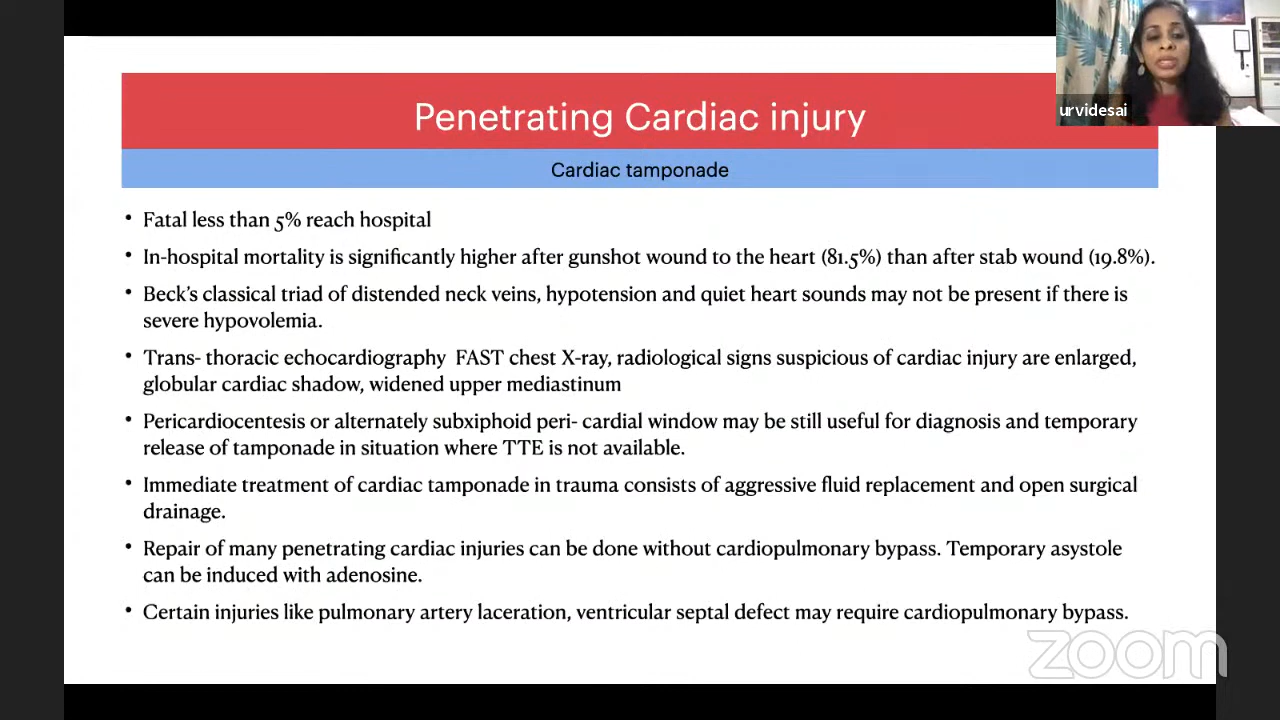 Penetrating Cardiac injury
urvidesai
Cardiac tamponade
• Fatal less than 5% reach hospital
• In-hospital mortality is significantly higher after gunshot wound to the heart (81.5%) than after stab wound (19.8%).
• Beck's classical triad of distended neck veins, hypotension and quiet heart sounds may not be present if there is
severe hypovolemia.
• Trans- thoracic echocardiography FAST chest X-ray, radiological signs suspicious of cardiac injury are enlarged,
globular cardiac shadow, widened upper mediastinum
• Pericardiocentesis or alternately subxiphoid peri- cardial window may be still useful for diagnosis and temporary
release of tamponade in situation where TTE is not available.
• Immediate treatment of cardiac tamponade in trauma consists of aggressive fluid replacement and open surgical
drainage.
• Repair of many penetrating cardiac injuries can be done without cardiopulmonary bypass. Temporary asystole
can be induced with adenosine.
• Certain injuries like pulmonary artery laceration, ventricular septal defect may require cardiopulmonary bypass.
zoom